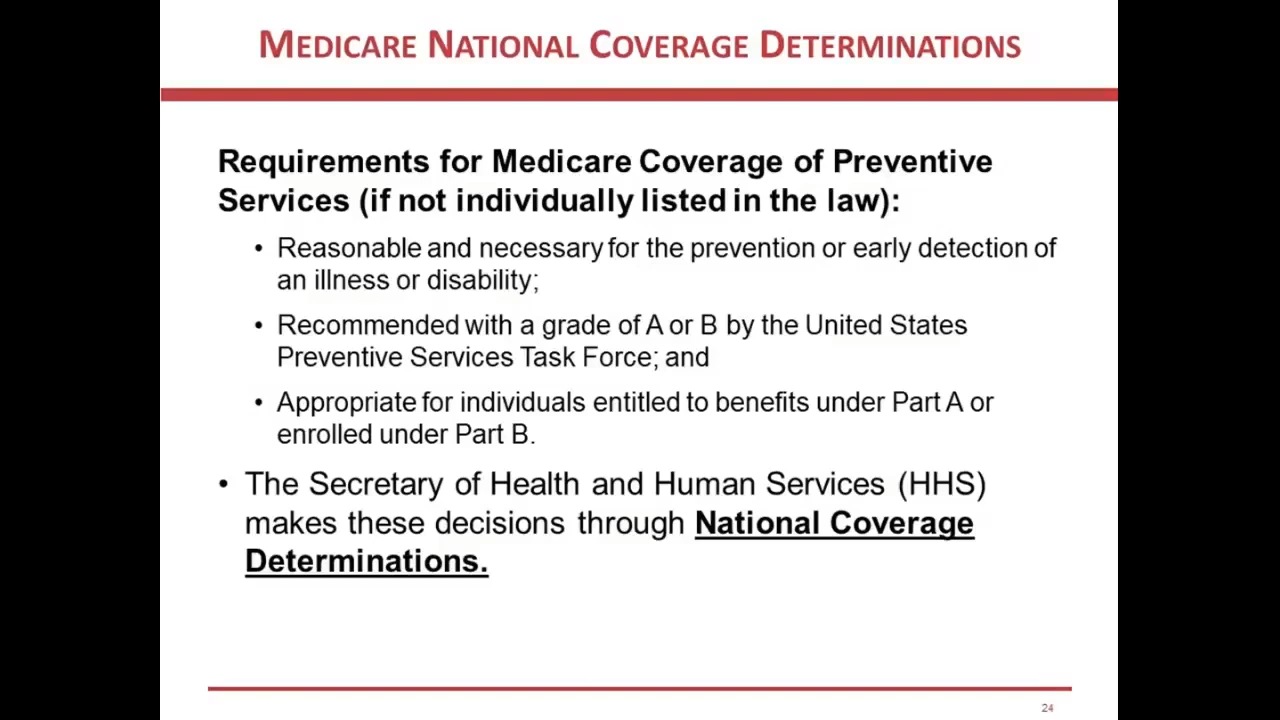 MEDICARE NATIONAL COVERAGE DETERMINATIONS
Requirements for Medicare Coverage of Preventive
Services (if not individually listed in the law):
• Reasonable and necessary for the prevention or early detection of
an illness or disability;
• Recommended with a grade of A or B by the United States
Preventive Services Task Force; and
• Appropriate for individuals entitled to benefits under Part A or
enrolled under Part B.
• The Secretary of Health and Human Services (HHS)
makes these decisions through National Coverage
Determinations.
24